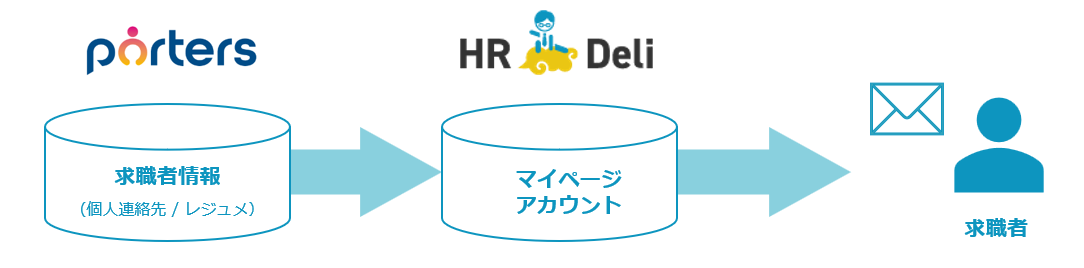 porters
HR Deli
求職者情報
（個人連絡先 / レジュメ）
マイページ
アカウント
求職者